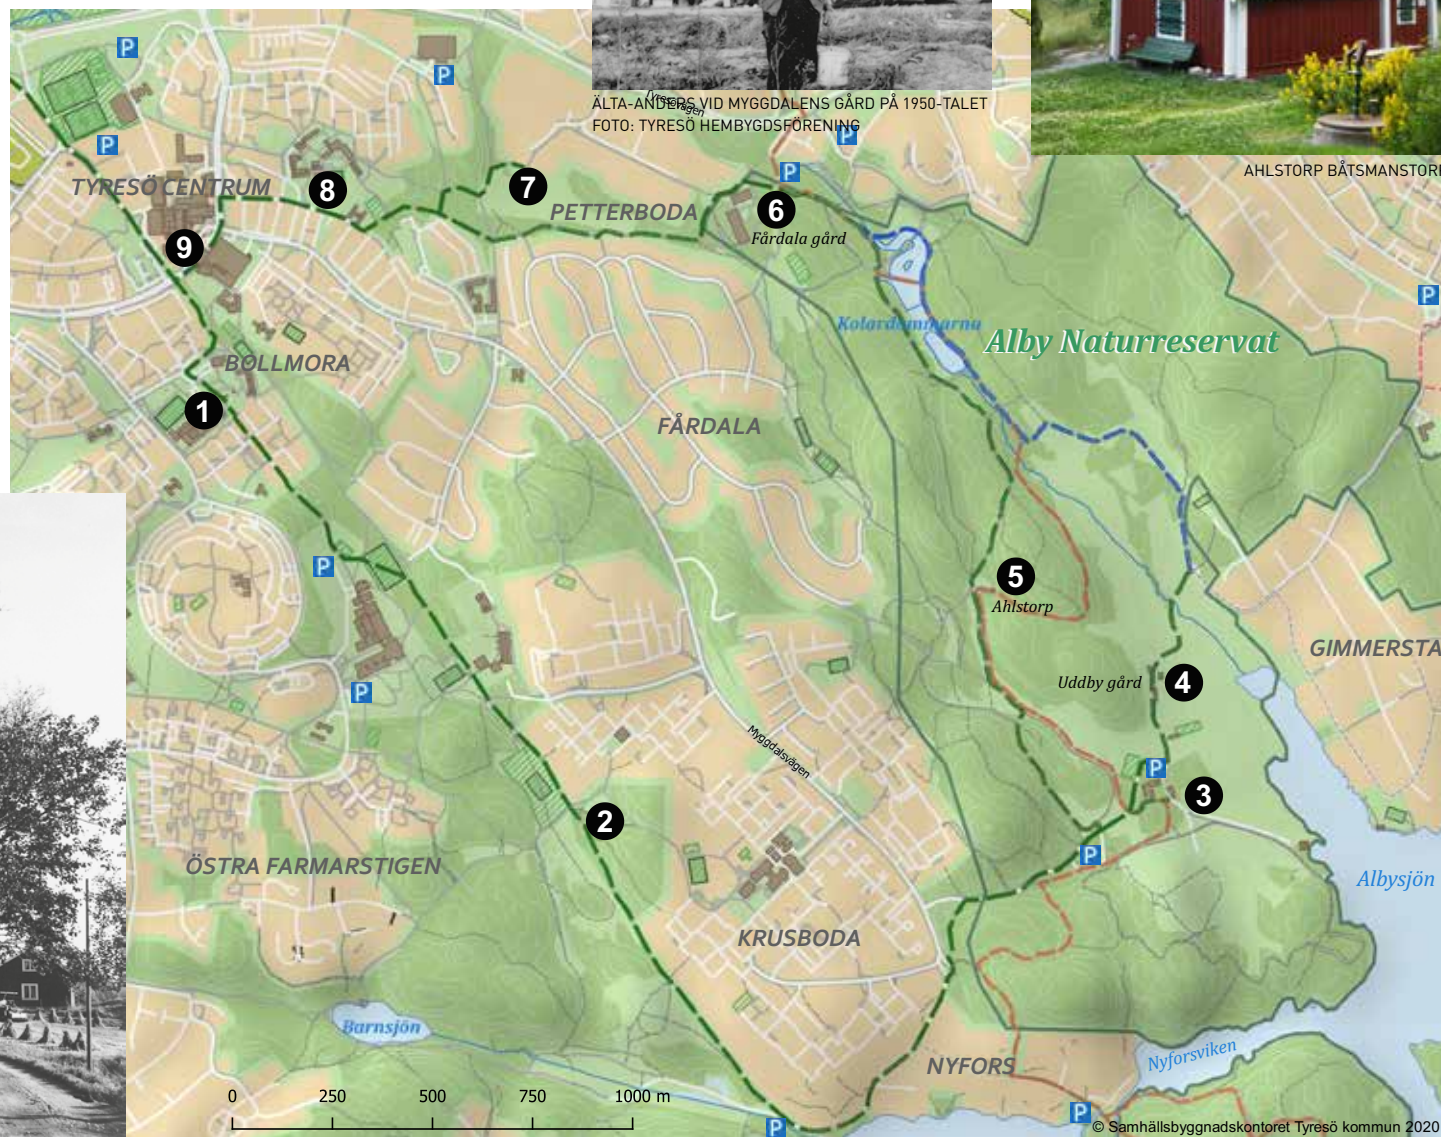 Tyresövägen
ÄLTA-ANDERS VID MYGGDALENS GÅRD PÅ 1950-TALET
FOTO: TYRESÖ HEMBYGDSFÖRENING
AHLSTORP BÅTSMANSTORP
P
P
P
P
P
TYRESÖ CENTRUM
8
7
PETTERBODA
6
Fårdala gård
9
P
Kolardammarna
Alby Naturreservat
BOLLMORA
1
FÅRDALA
P
5
Ahlstorp
GIMMERSTA
Uddby gård
4
P
Myggdalsvägen
P
3
2
P
ÖSTRA FARMARSTIGEN
Albysjön
KRUSBODA
Barnsjön
Nyforsviken
NYFORS
0 250 500 750 1000 m
P
P
© Samhällsbyggnadskontoret Tyresö kommun 2020